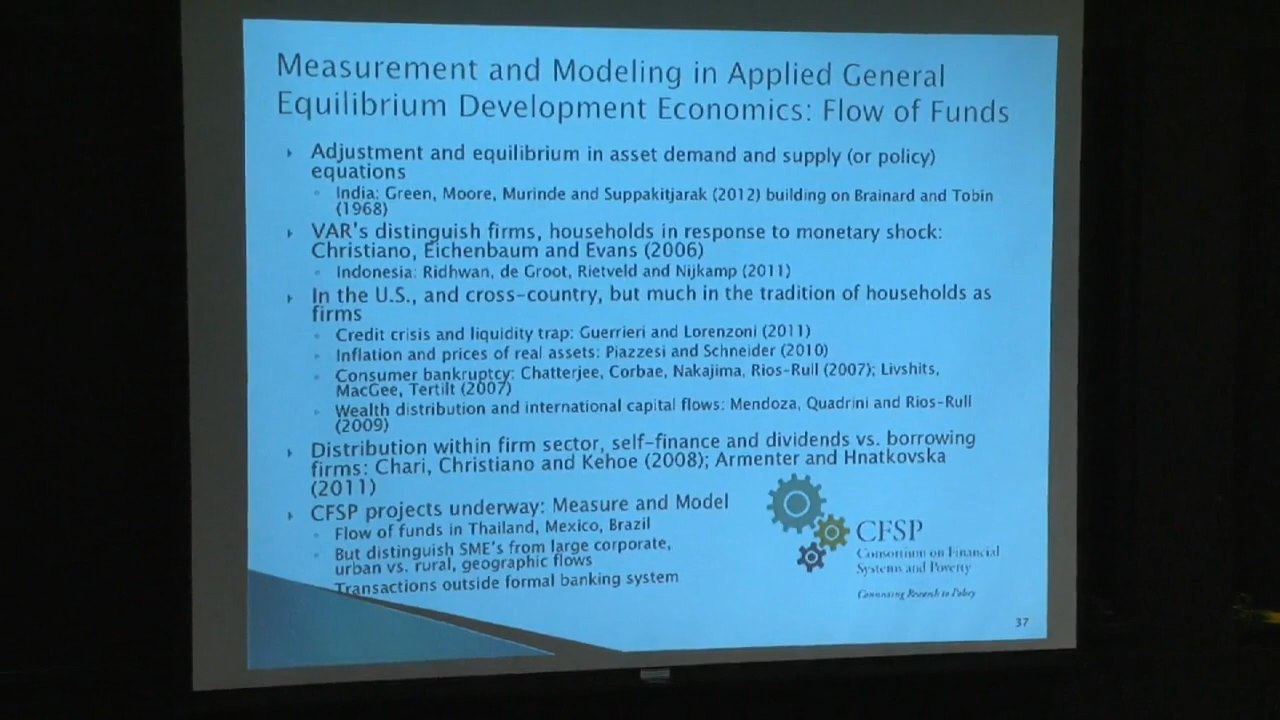 Measurement and Modeling in Applied General
Equilibrium Development Economics: Flow of Funds
Adjustment and equilibrium in asset demand and supply (or policy)
equations
India: Green, Moore, Murinde and Suppakitjarak (2012) building on Brainard and Tobin
(1968)
VAR's distinguish firms, households in response to monetary shock:
Christiano, Eichenbaum and Evans (2006)
Indonesia: Ridhwan, de Groot, Rietveld and Nijkamp (2011)
In the U.S., and cross-country, but much in the tradition of households as
firms
Credit crisis and liquidity trap: Guerrieri and Lorenzoni (2011)
Inflation and prices of real assets: Piazzesi and Schneider (2010)
Consumer bankruptcy: Chatterjee, Corbae, Nakajima, Rios-Rull (2007); Livshits,
MacGee, Tertilt (2007)
Wealth distribution and international capital flows: Mendoza, Quadrini and Rios-Rull
(2009)
Distribution within firm sector, self-finance and dividends vs. borrowing
firms: Chari, Christiano and Kehoe (2008); Armenter and Hnatkovska
(2011)
CFSP projects underway: Measure and Model
Flow of funds in Thailand, Mexico, Brazil
But distinguish SME's from large corporate,
urban vs. rural, geographic flows
Transactions outside formal banking system
CFSP
Consortium on Financial
Systems and Poverty
Connecting Research to Policy
37